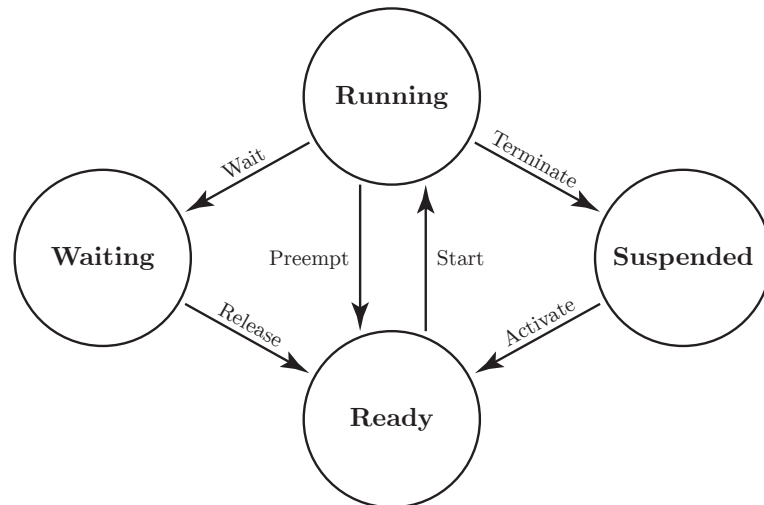 Running
Wait
Terminate
Waiting
Preempt
Start
Suspended
Release
Activate
Ready